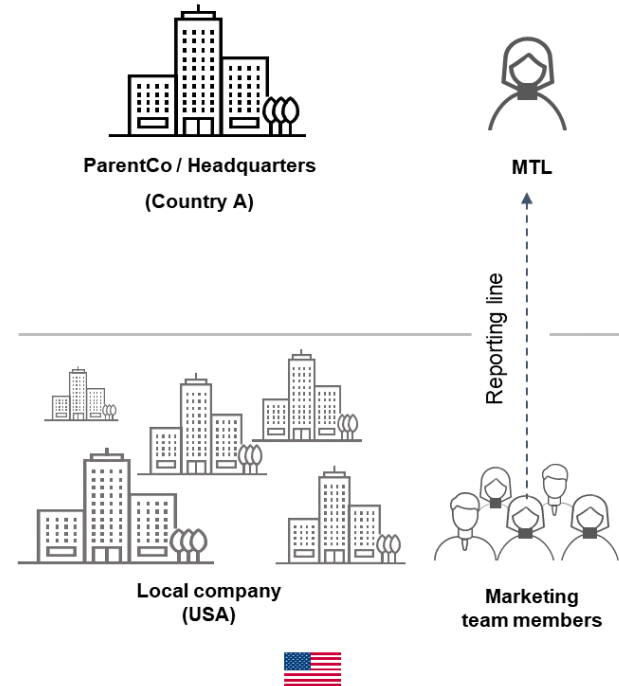 ParentCo / Headquarters
(Country A)
MTL
Reporting line
Local company
(USA)
Marketing
team members